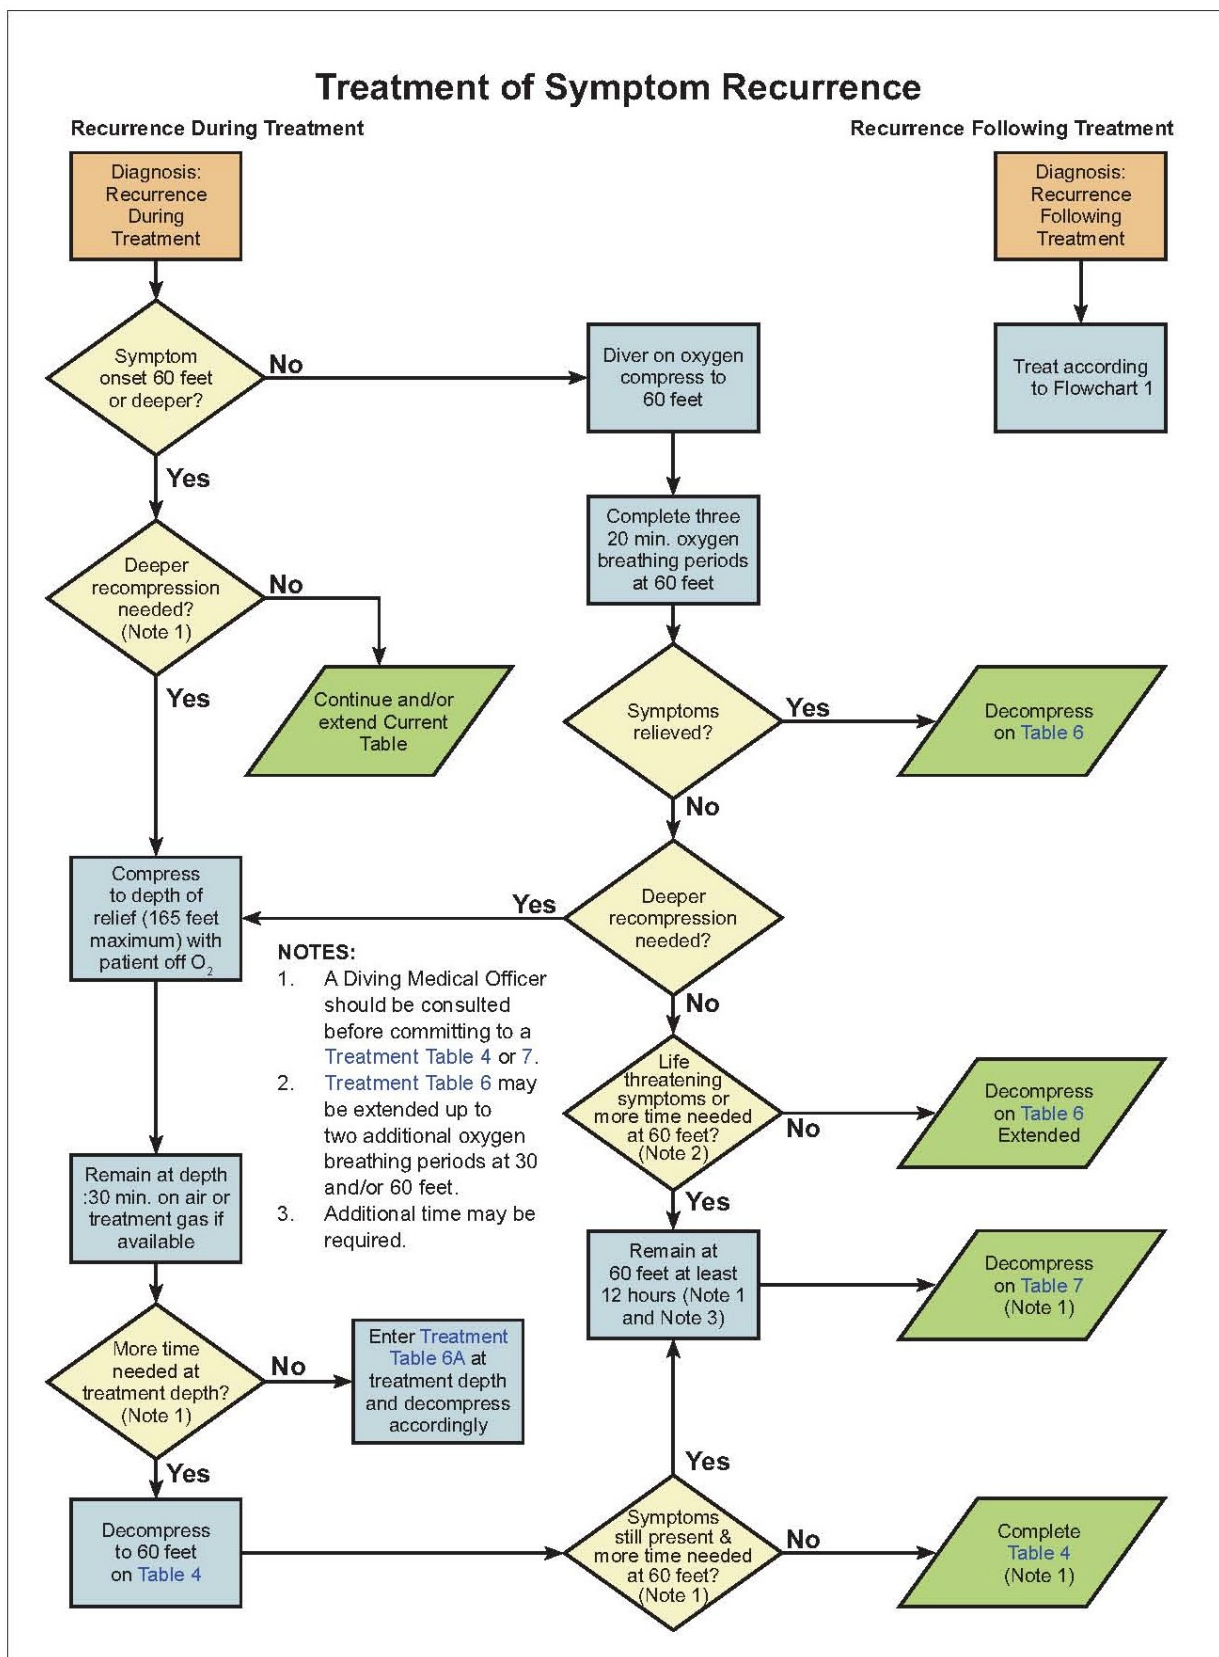 Treatment of Symptom Recurrence
Recurrence During Treatment
Recurrence Following Treatment
Diagnosis:
Recurrence
During
Treatment
Diagnosis:
Recurrence
Following
Treatment
Symptom
onset 60 feet
or deeper?
No
Diver on oxygen
compress to
60 feet
Treat according
to Flowchart 1
Yes
Complete three
20 min. oxygen
breathing periods
at 60 feet
Deeper
recompression
needed?
(Note 1)
No
Continue and/or
extend Current
Table
Yes
Symptoms
relieved?
Yes
Decompress
on Table 6
No
Compress
to depth of
relief (165 feet
maximum) with
patient off O₂
Yes
Deeper
recompression
needed?
No
NOTES:
1. A Diving Medical Officer
should be consulted
before committing to a
Treatment Table 4 or 7.
2. Treatment Table 6 may
be extended up to
two additional oxygen
breathing periods at 30
and/or 60 feet.
3. Additional time may be
required.
Life
threatening
symptoms or
more time needed
at 60 feet?
(Note 2)
No
Decompress
on Table 6
Extended
Yes
Remain at depth
:30 min. on air or
treatment gas if
available
Remain at
60 feet at least
12 hours (Note 1
and Note 3)
Decompress
on Table 7
(Note 1)
More time
needed at
treatment depth?
(Note 1)
No
Enter Treatment
Table 6A at
treatment depth
and decompress
accordingly
Yes
Decompress
to 60 feet
on Table 4
Yes
Symptoms
still present &
more time needed
at 60 feet?
(Note 1)
No
Complete
Table 4
(Note 1)